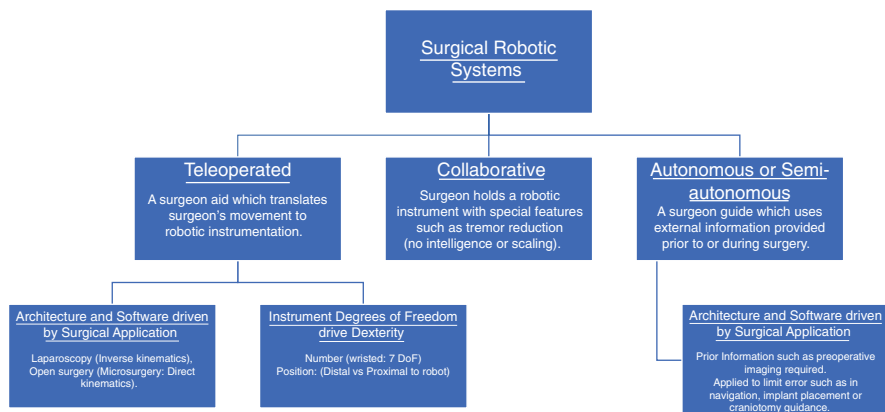 Surgical Robotic
Systems
Teleoperated
A surgeon aid which translates
surgeon's movement to
robotic instrumentation.
Collaborative
Surgeon holds a robotic
instrument with special features
such as tremor reduction
(no intelligence or scaling).
Autonomous or Semi-
autonomous
A surgeon guide which uses
external information provided
prior to or during surgery.
Architecture and Software driven
by Surgical Application
Laparoscopy (Inverse kinematics),
Open surgery (Microsurgery: Direct
kinematics).
Instrument Degrees of Freedom
drive Dexterity
Number (wristed: 7 DoF)
Position: (Distal vs Proximal to robot)
Architecture and Software driven
by Surgical Application
Prior Information such as preoperative
imaging required.
Applied to limit error such as in
navigation, implant placement or
craniotomy guidance.